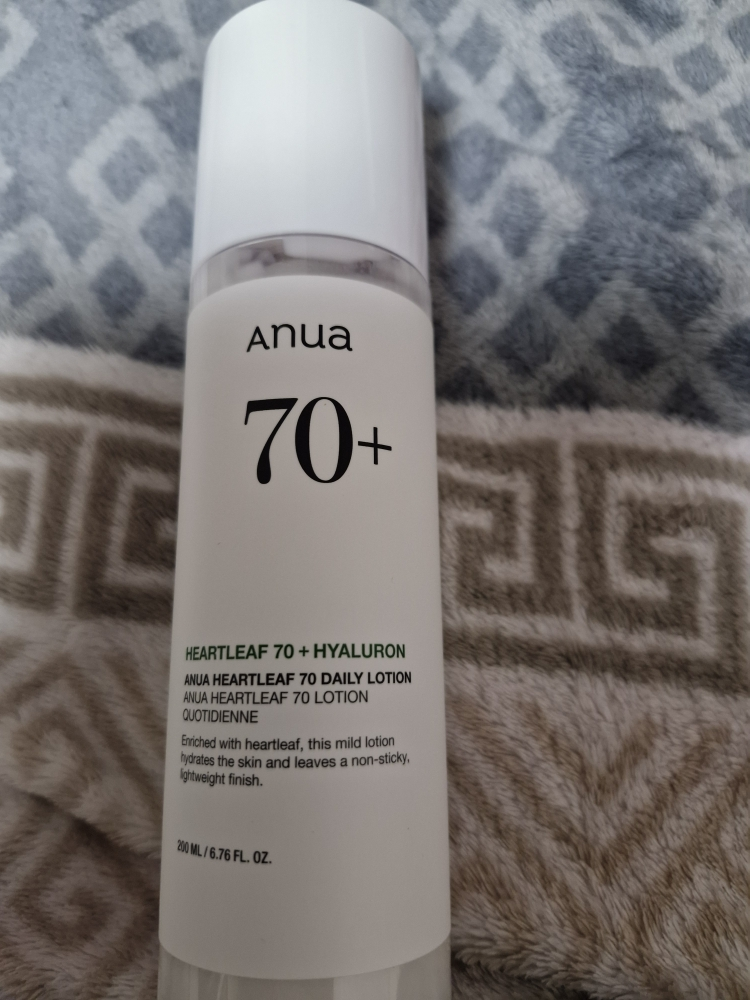 Anua
70+
HEARTLEAF 70 + HYALURON
ANUA HEARTLEAF 70 DAILY LOTION
ANUA HEARTLEAF 70 LOTION
QUOTIDIENNE
Enriched with heartleaf, this mild lotion
hydrates the skin and leaves a non-sticky,
lightweight finish.
200 ML / 6.76 FL. OZ.